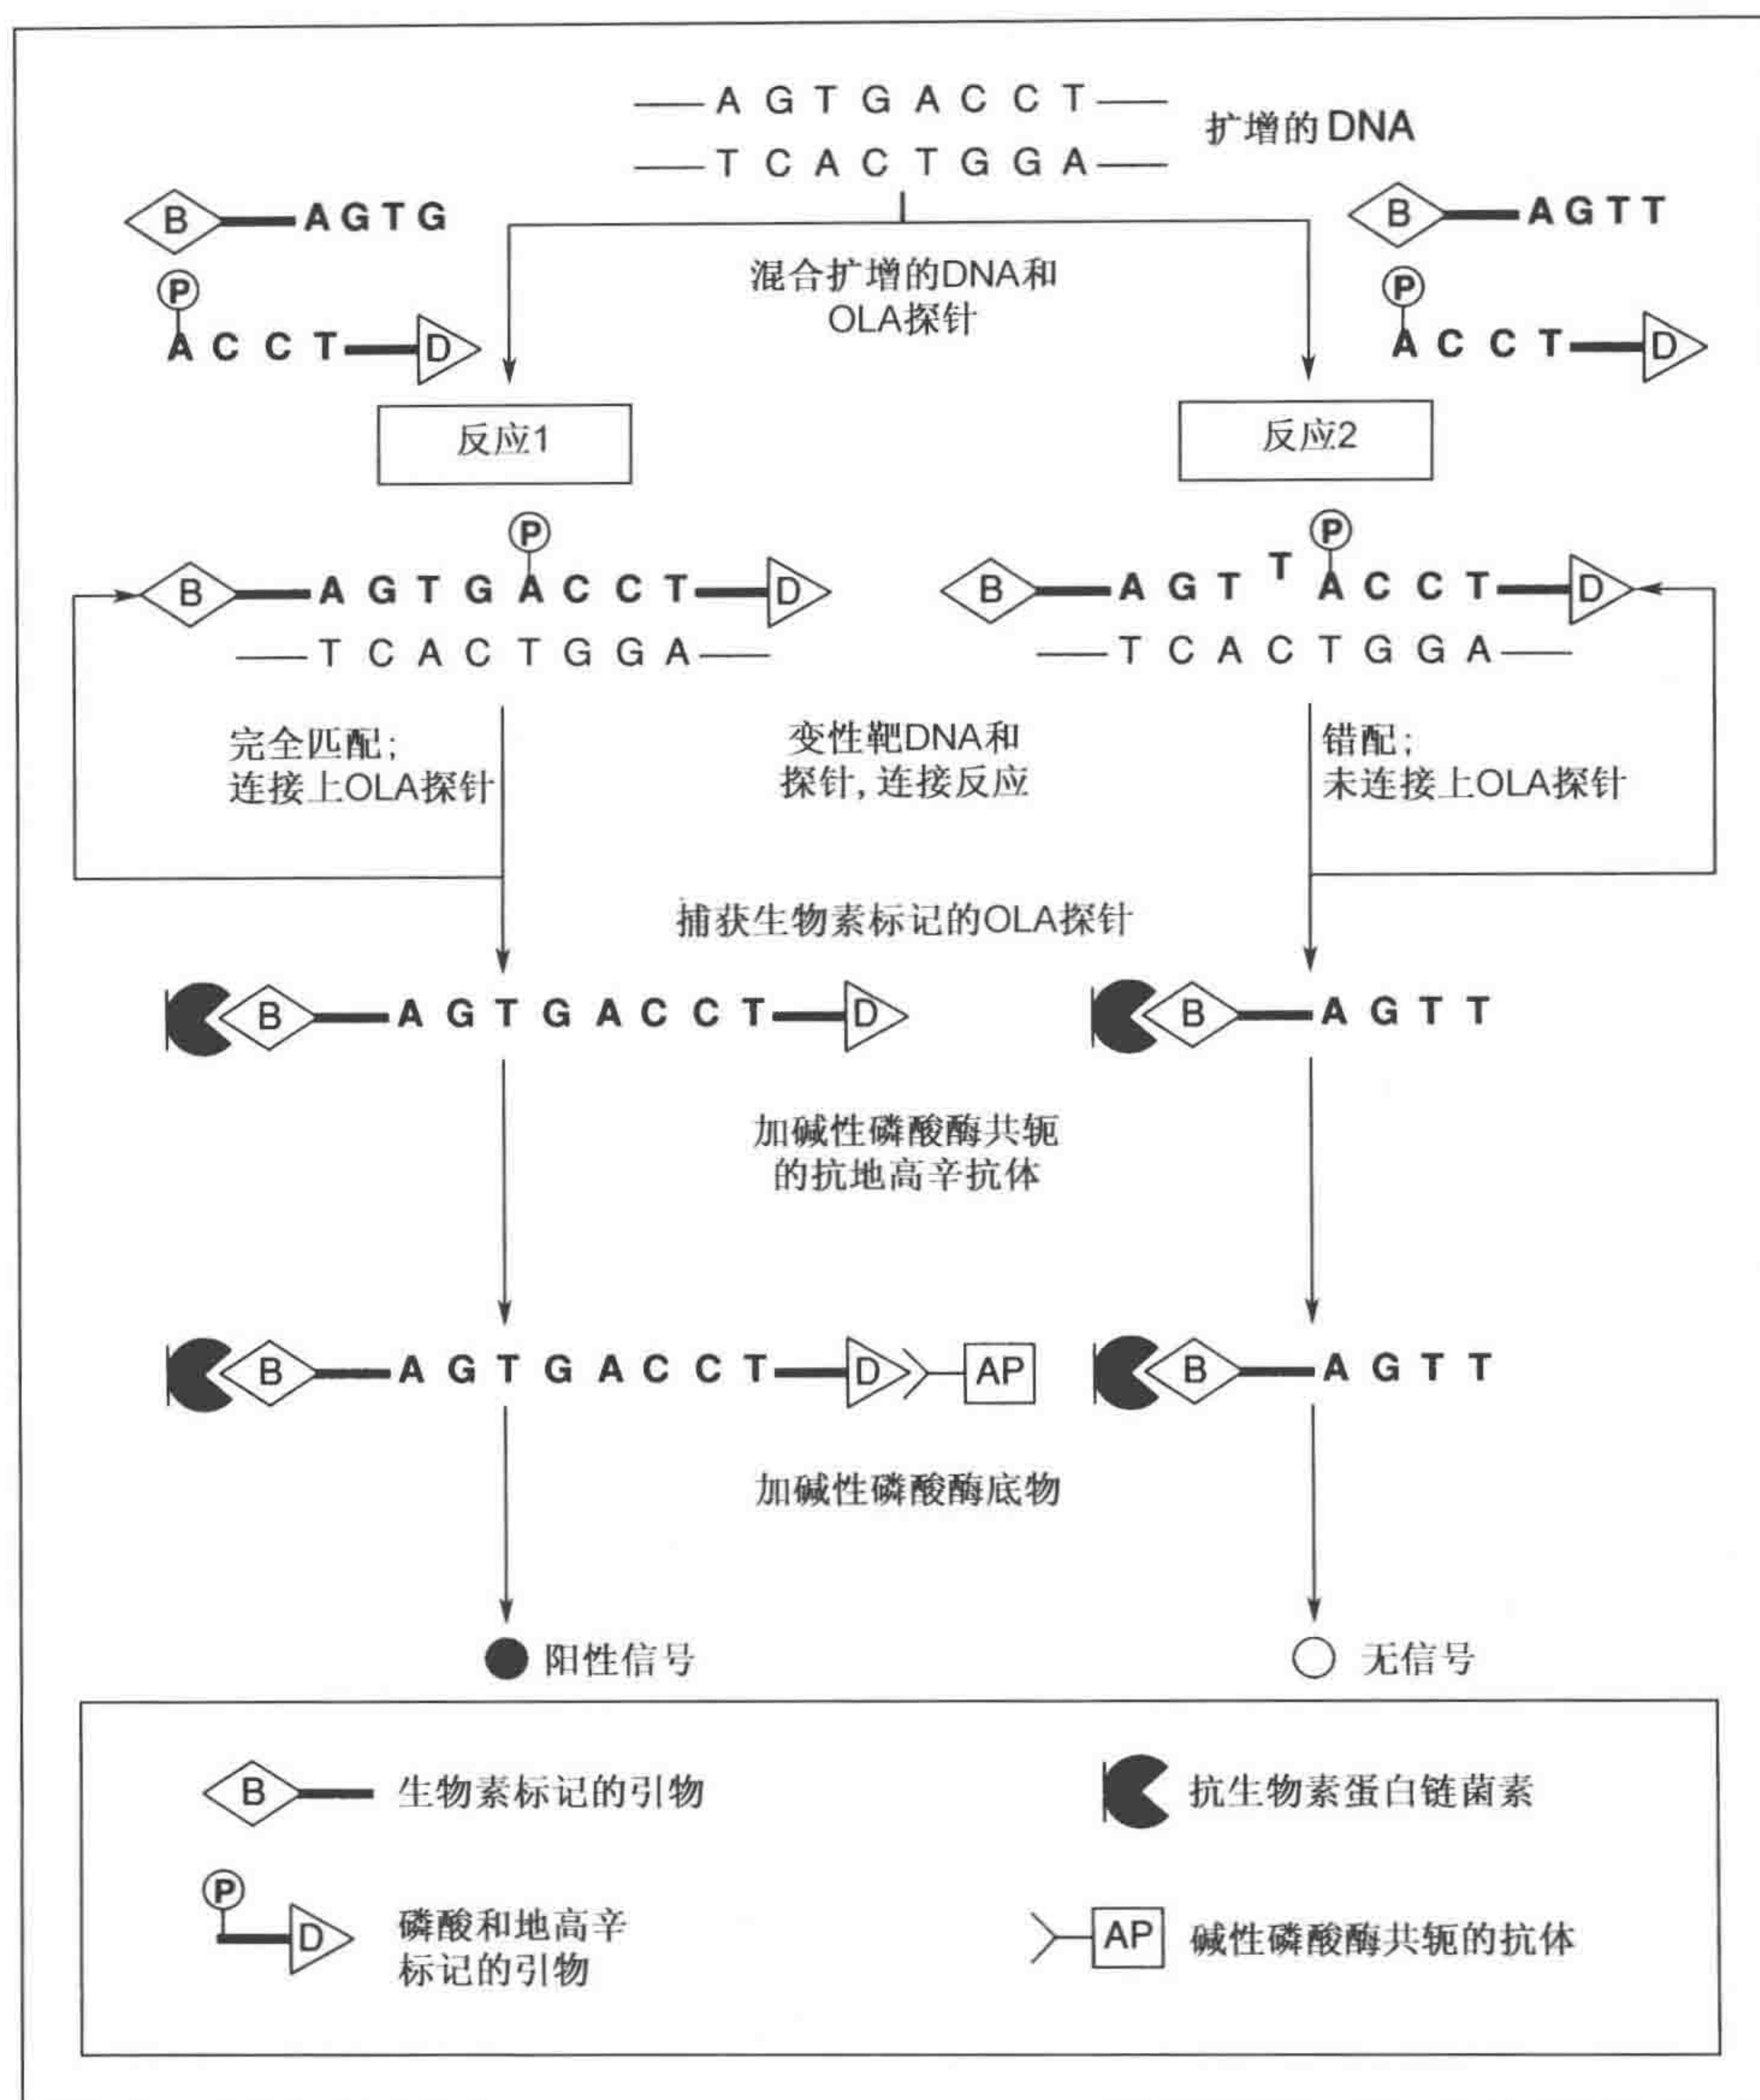 A G T G A C C T
扩增的DNA
T C A C T G G A
B A G T G
B A G T T
混合扩增的DNA和
OLA探针
P
A C C T D
P
A C C T D
反应1
反应2
P
B A G T G A C C T D
T C A C T G G A
P
B A G T T A C C T D
T C A C T G G A
完全匹配;
连接上OLA探针
变性靶DNA和
探针, 连接反应
错配;
未连接上OLA探针
捕获生物素标记的OLA探针
B A G T G A C C T D
B A G T T
加碱性磷酸酶共轭
的抗地高辛抗体
B A G T G A C C T D AP
B A G T T
加碱性磷酸酶底物
阳性信号
无信号
B 生物素标记的引物
抗生物素蛋白链菌素
P
D 磷酸和地高辛
标记的引物
AP 碱性磷酸酶共轭的抗体